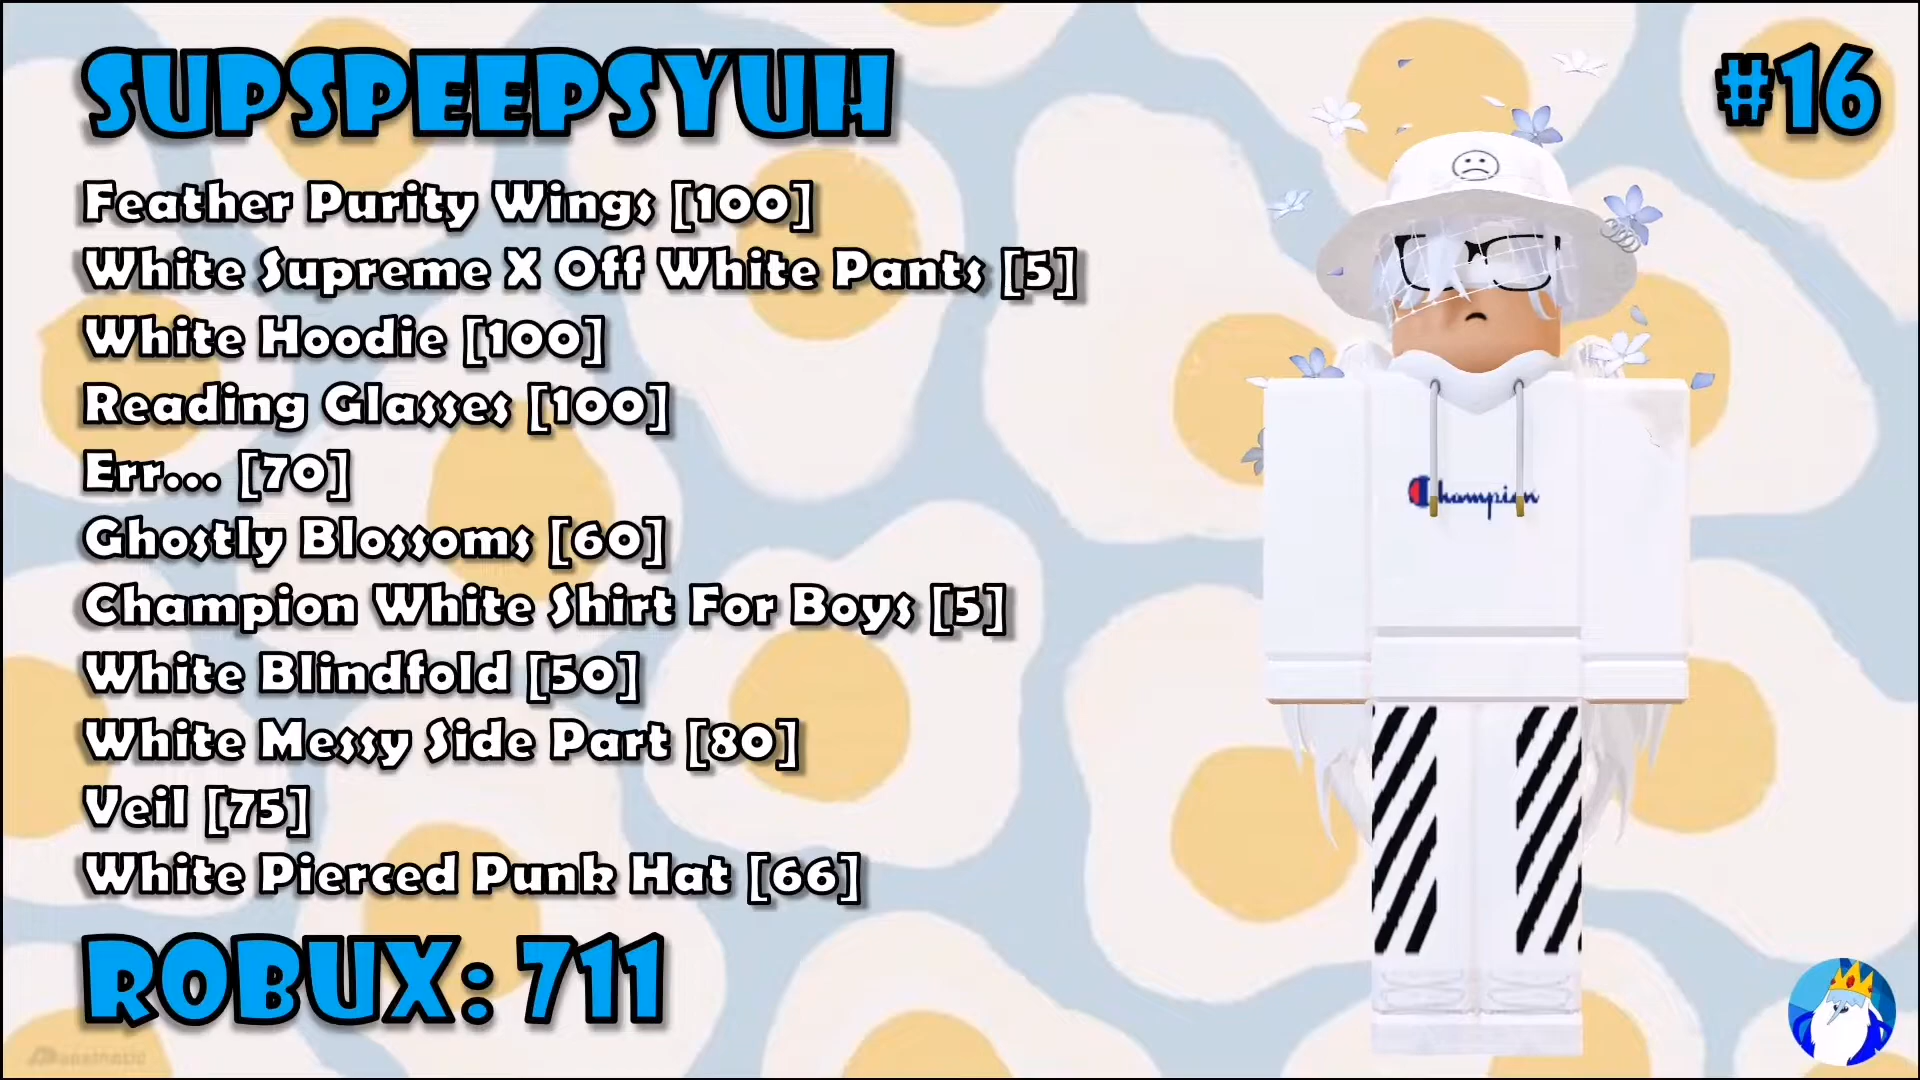 SUPSPEEPSYUH
#16
Feather Purity Wings [100]
White Supreme X Off White Pants [5]
White Hoodie [100]
Reading Glasses [100]
Err... [70]
Ghostly Blossoms [60]
Champion White Shirt For Boys [5]
White Blindfold [50]
White Messy Side Part [80]
Veil [75]
White Pierced Punk Hat [66]
ROBUX: 711
Champion